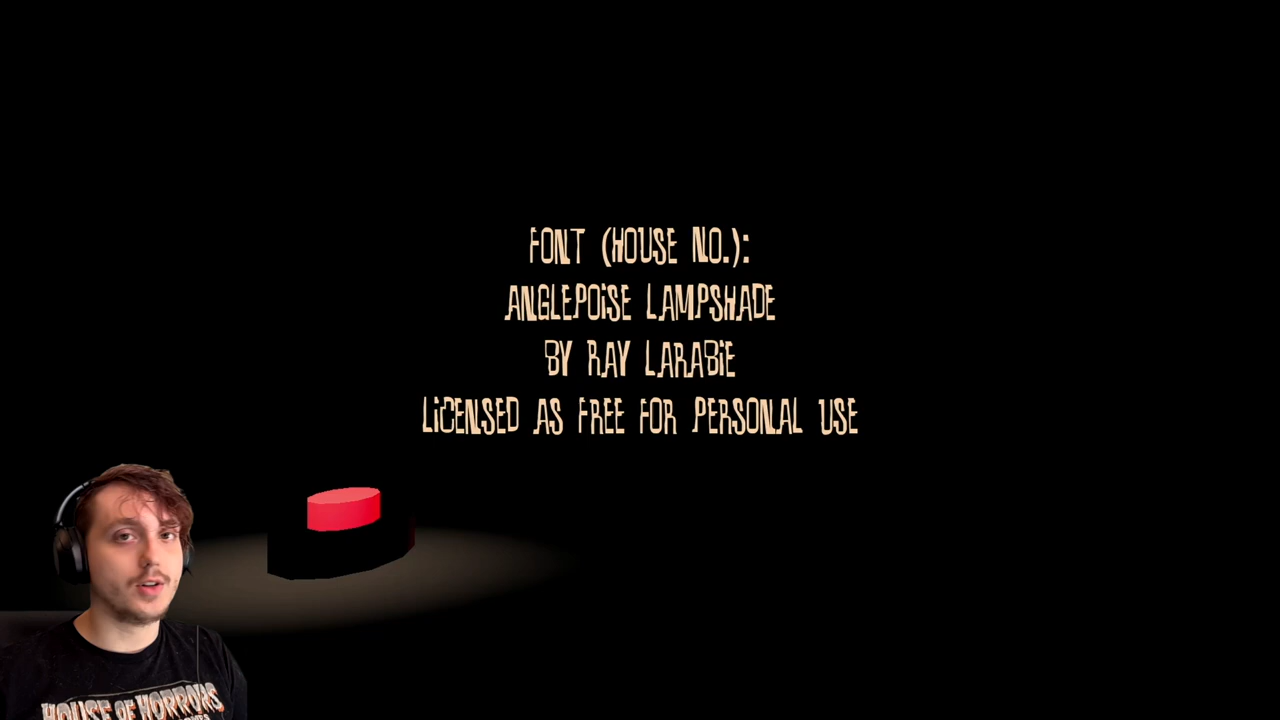 FONT (HOUSE NO.):
ANGLEPOISE LAMPSHADE
BY RAY LARABIE
LICENSED AS FREE FOR PERSONAL USE
HOUSE OF HORRORS